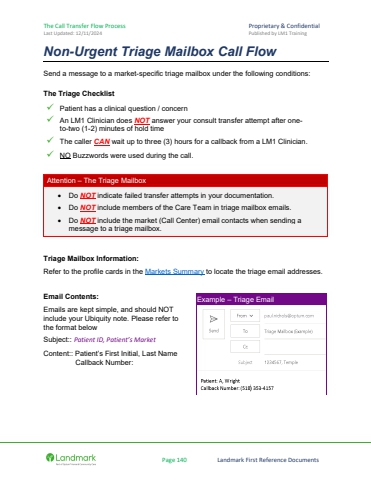 The Call Transfer Flow Process
Proprietary & Confidential
Last Updated: 12/11/2024
Published by LM1 Training
Non-Urgent Triage Mailbox Call Flow
Send a message to a market-specific triage mailbox under the following conditions:
The Triage Checklist
✓ Patient has a clinical question / concern
✓ An LM1 Clinician does NOT answer your consult transfer attempt after one-
to-two (1-2) minutes of hold time
✓ The caller CAN wait up to three (3) hours for a callback from a LM1 Clinician.
✓ NO Buzzwords were used during the call.
Attention – The Triage Mailbox
• Do NOT indicate failed transfer attempts in your documentation.
• Do NOT include members of the Care Team in triage mailbox emails.
• Do NOT include the market (Call Center) email contacts when sending a
message to a triage mailbox.
Triage Mailbox Information:
Refer to the profile cards in the Markets Summary to locate the triage email addresses.
Email Contents:
Emails are kept simple, and should NOT
include your Ubiquity note. Please refer to
the format below
Subject:: Patient ID, Patient's Market
Content:: Patient's First Initial, Last Name
Callback Number:
Example – Triage Email
Send
From
To
Triage Mailbox (Example)
Cc
Subject
1234567, Temple
Patient: A, Wright
Callback Number: (518) 353-4157
Landmark
Page 140
Landmark First Reference Documents